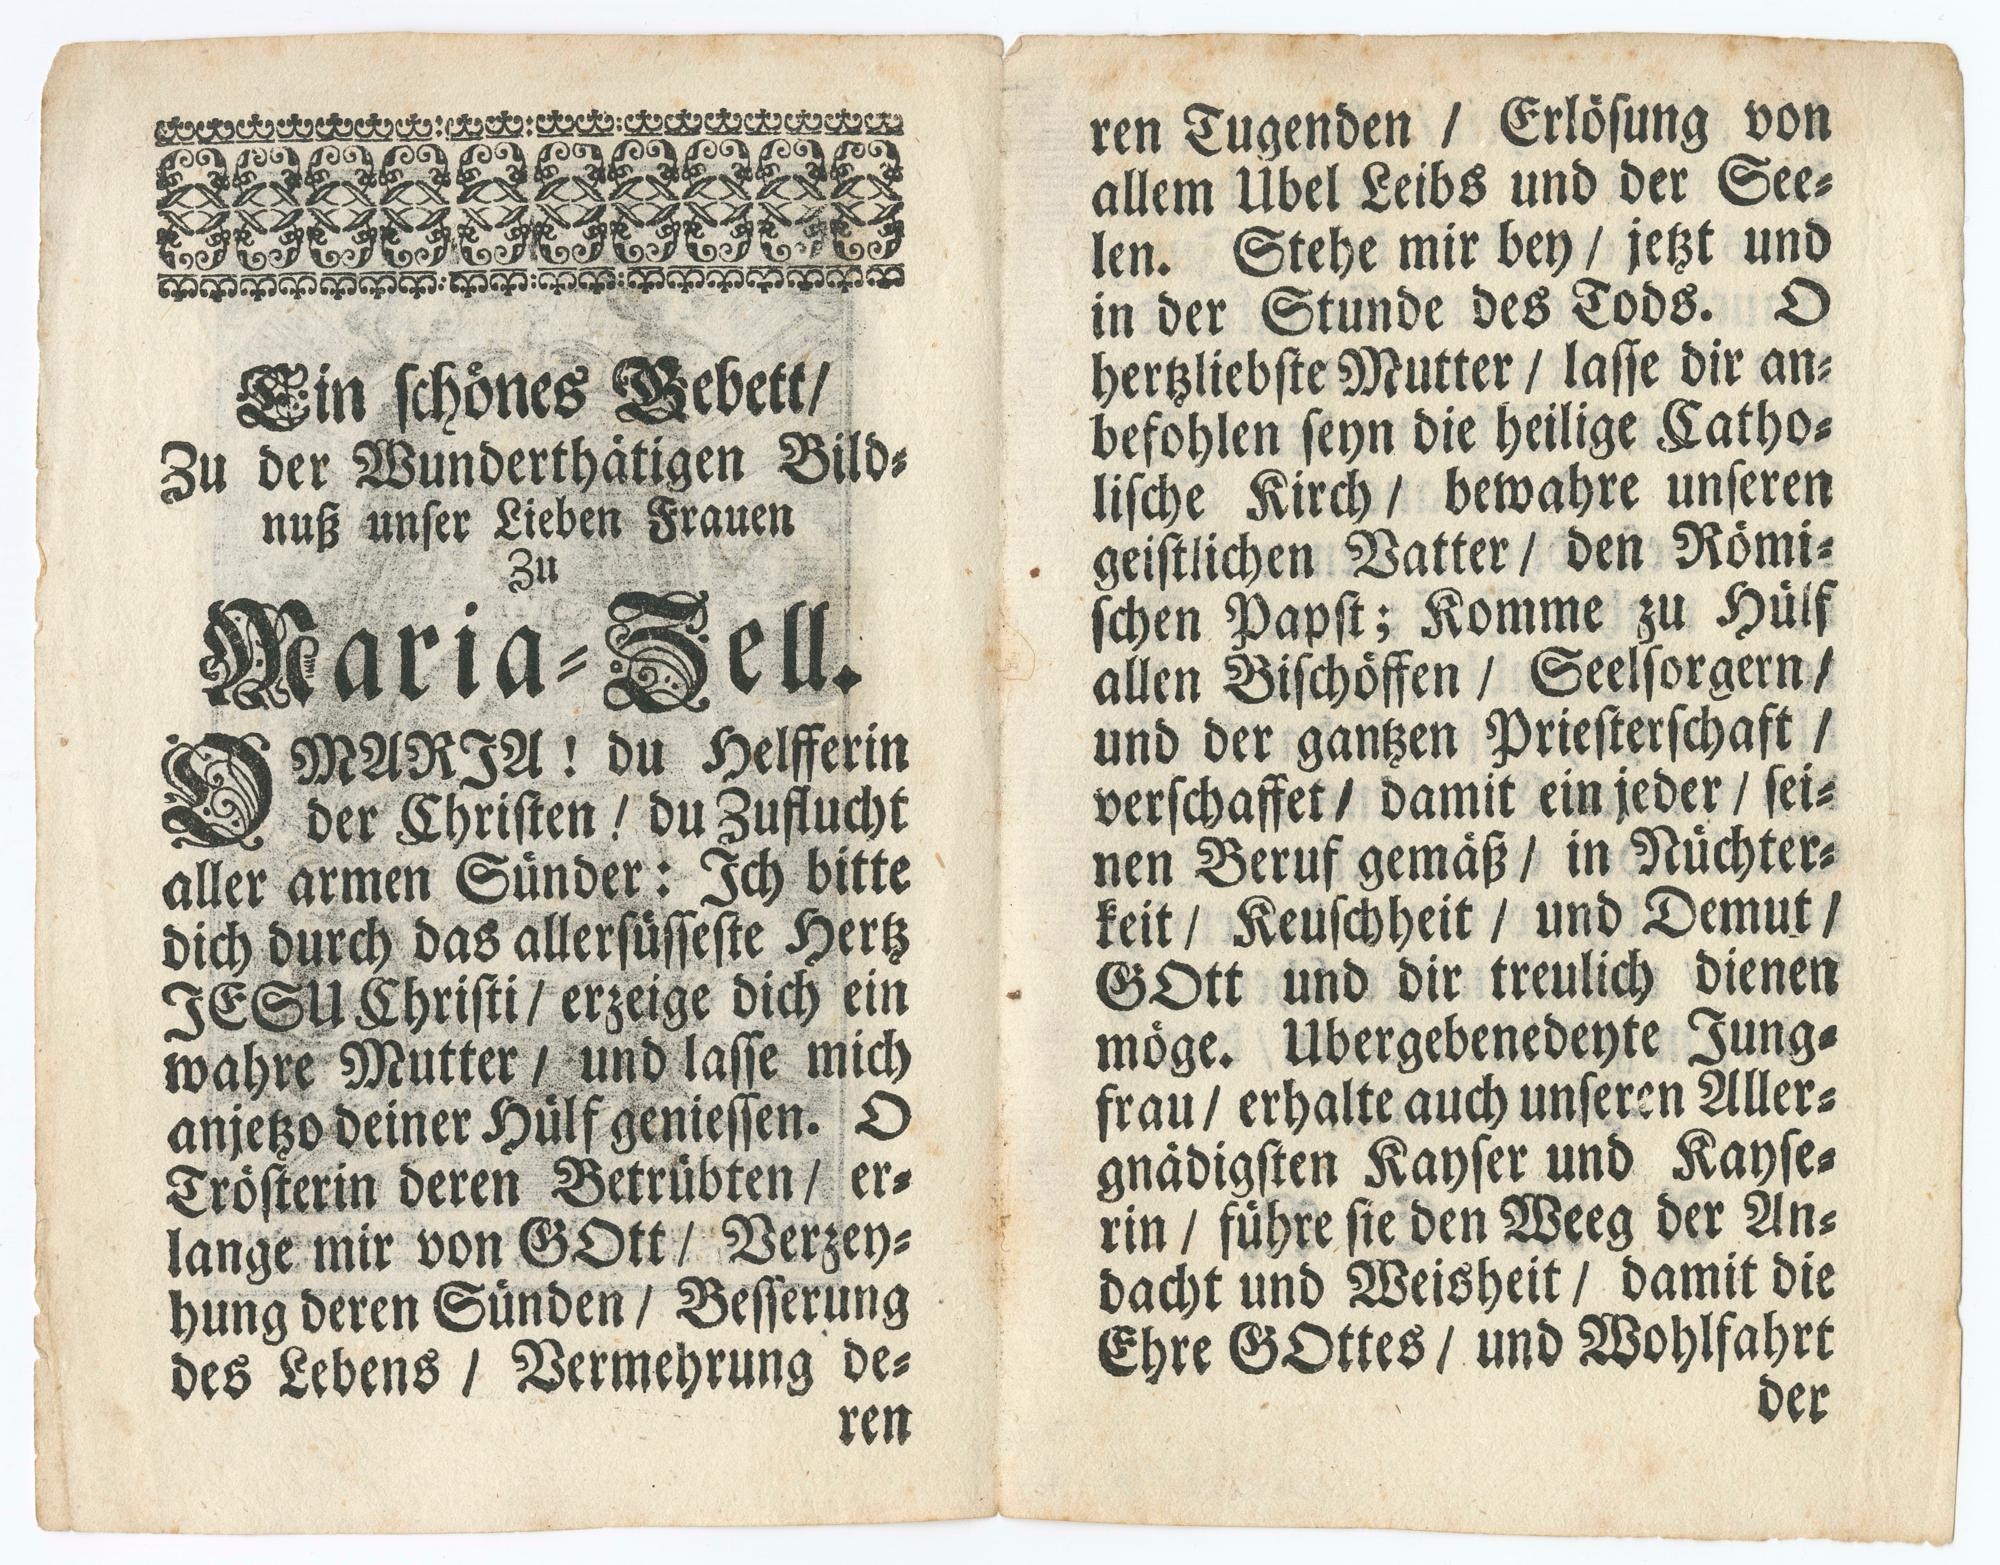 Ein schönes Gebett/
Zu der Wunderthätigen Bild-
nuß unser Lieben Frauen
Zu
Maria-Zell.
O MARJA! du Helfferin
der Christen / du Zuflucht
aller armen Sünder: Ich bitte
dich durch das allersüsseste Hertz
JESU Christi/ erzeige dich ein
wahre Mutter/ und lasse mich
anjetzo deiner Hülf geniessen. O
Trösterin deren Betrübten/ er-
lange mir von GOtt/ Verzey-
hung deren Sünden/ Besserung
des Lebens / Vermehrung de-
ren
ren Tugenden / Erlösung von
allem Ubel Leibs und der See-
len. Stehe mir bey/ jetzt und
in der Stunde des Tods. O
hertzliebste Mutter/ lasse dir an-
befohlen seyn die heilige Catho-
lische Kirch/ bewahre unseren
geistlichen Vatter/ den Römi-
schen Papst; Komme zu Hülf
allen Bischöffen / Seelsorgern/
und der gantzen Priesterschaft /
verschaffet/ damit ein jeder/ sei-
nen Beruf gemäß/ in Nüchter-
keit/ Keuschheit / und Demut/
GOtt und dir treulich dienen
möge. Ubergebenedeyte Jung-
frau/ erhalte auch unseren Aller-
gnädigsten Kayser und Kayse-
rin / führe sie den Weeg der An-
dacht und Weisheit/ damit die
Ehre GOttes/ und Wohlfahrt
der